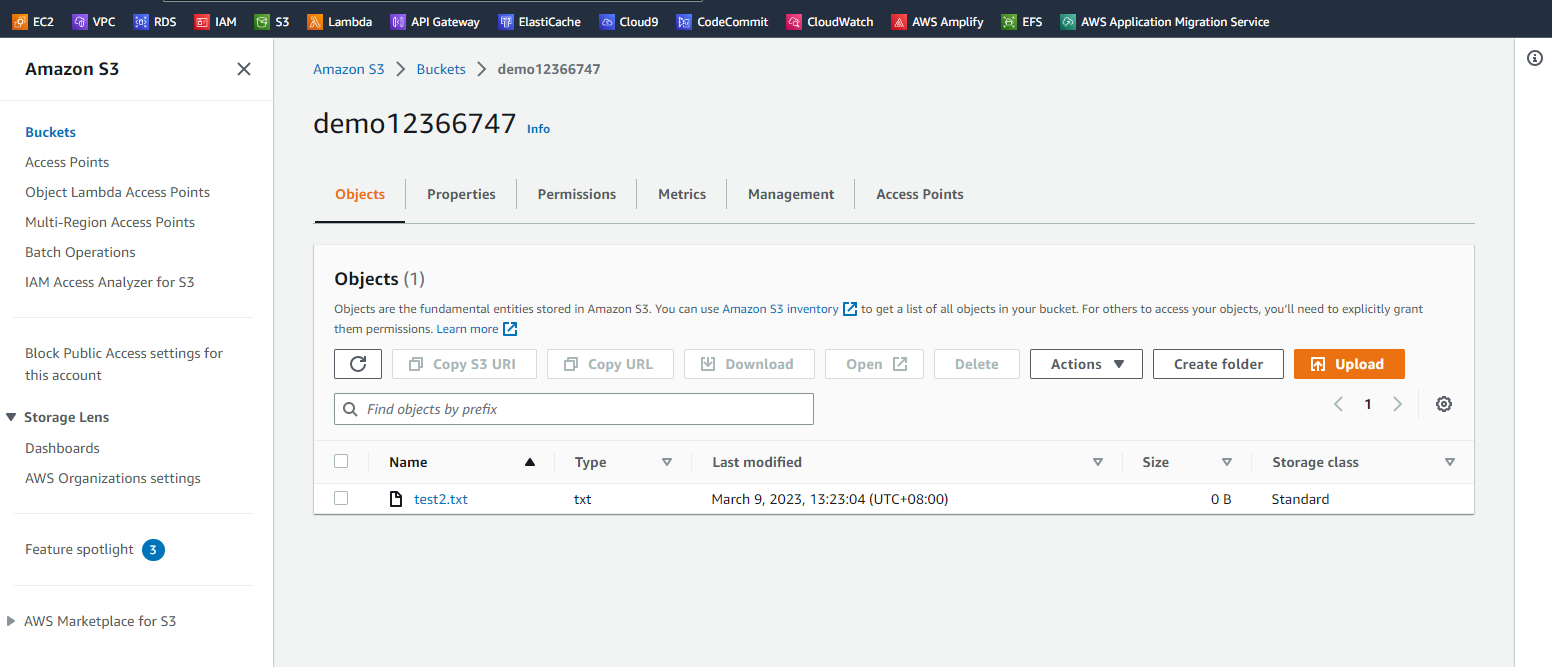 EC2 VPC RDS IAM S3 Lambda API Gateway ElastiCache Cloud9 CodeCommit CloudWatch AWS Amplify EFS AWS Application Migration Service
Amazon S3
Buckets
Access Points
Object Lambda Access Points
Multi-Region Access Points
Batch Operations
IAM Access Analyzer for S3
Block Public Access settings for
this account
Storage Lens
Dashboards
AWS Organizations settings
Feature spotlight 3
AWS Marketplace for S3
Amazon S3 Buckets demo12366747
demo12366747 Info
Objects Properties Permissions Metrics Management Access Points
Objects (1)
Objects are the fundamental entities stored in Amazon S3. You can use Amazon S3 inventory to get a list of all objects in your bucket. For others to access your objects, you'll need to explicitly grant
them permissions. Learn more
Copy S3 URI Copy URL Download Open Delete Actions Create folder Upload
Find objects by prefix
1
Name Type Last modified Size Storage class
test2.txt txt March 9, 2023, 13:23:04 (UTC+08:00) 0 B Standard